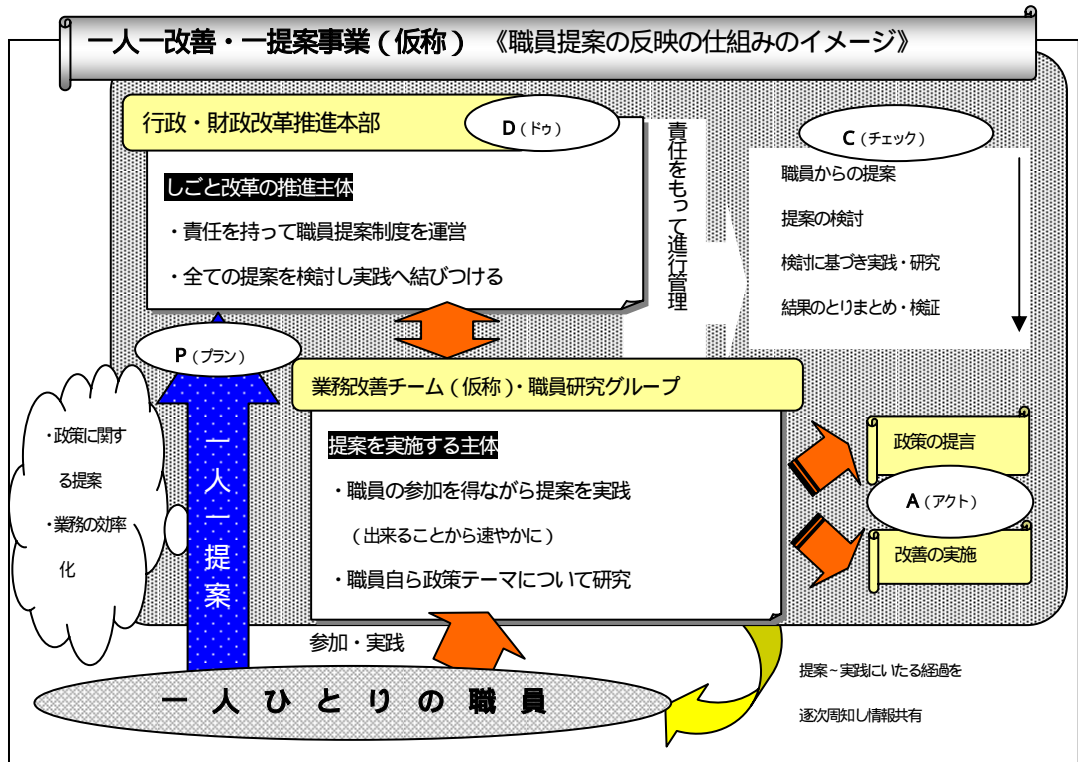 一人一改善・一提案事業(仮称) 《職員提案の反映の仕組みのイメージ》
行政・財政改革推進本部
D(ドゥ)
しごと改革の推進主体
・責任を持って職員提案制度を運営
・全ての提案を検討し実践へ結びつける
責任をもって進行管理
C(チェック)
職員からの提案
提案の検討
検討に基づき実践・研究
結果のとりまとめ・検証
P(プラン)
・政策に関す
る提案
・業務の効率
化
一人一提案
業務改善チーム(仮称)・職員研究グループ
提案を実施する主体
・職員の参加を得ながら提案を実践
(出来ることから速やかに)
・職員自ら政策テーマについて研究
政策の提言
A(アクト)
改善の実施
参加・実践
一人ひとりの職員
提案~実践にいたる経過を
逐次周知し情報共有